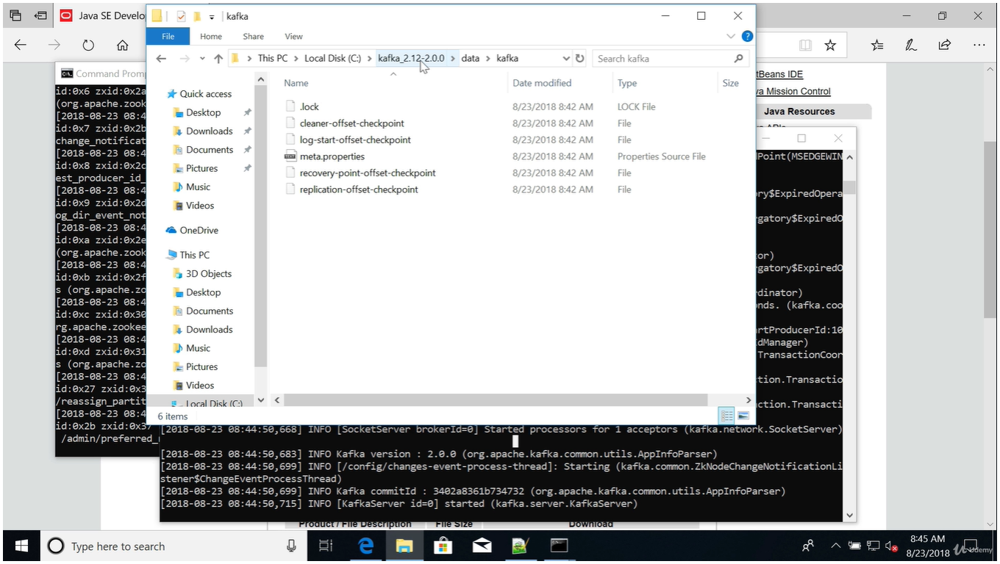 Java SE Develo
kafka
File Home Share View
This PC > Local Disk (C:) > kafka_2.12-2.0.0 > data > kafka
Search kafka
Command Promp
Name Date modified Type Size
Quick access
Desktop
Downloads
Documents
Pictures
Music
Videos
OneDrive
This PC
3D Objects
Desktop
Documents
Downloads
Music
Pictures
Videos
Local Disk (C:)
.lock 8/23/2018 8:42 AM LOCK File
cleaner-offset-checkpoint 8/23/2018 8:42 AM File
log-start-offset-checkpoint 8/23/2018 8:42 AM File
meta.properties 8/23/2018 8:42 AM Properties Source File
recovery-point-offset-checkpoint 8/23/2018 8:42 AM File
replication-offset-checkpoint 8/23/2018 8:42 AM File
6 items
id:0x6 zxid:0x2a
(org.apache.zook
[2018-08-23 08:4
id:0x7 zxid:0x2b
change_notificat
[2018-08-23 08:4
id:0x8 zxid:0x2c
est_producer_id_
[2018-08-23 08:4
id:0x9 zxid:0x2d
og_dir_event_not
[2018-08-23 08:4
id:0xa zxid:0x2e
(org.apache.zook
[2018-08-23 08:4
id:0xb zxid:0x2f
s (org.apache.zo
[2018-08-23 08:4
id:0xc zxid:0x30
rg.apache.zookee
[2018-08-23 08:4
id:0xd zxid:0x31
s (org.apache.zo
[2018-08-23 08:4
id:0x27 zxid:0x3
/reassign_partit
[2018-08-23 08:4
id:0x2b zxid:0x37
/admin/preferred_
tBeans IDE
va Mission Control
Java Resources
dPoint(MSEDGEWIN
ry$ExpiredOpera
gatory$ExpiredO
or)
gatory$ExpiredO
dinator)
onds. (kafka.coo
rtProducerId:10
dManager)
TransactionCoor
tion.Transactio
ction.Transacti
[2018-08-23 08:44:50,668] INFO [SocketServer brokerId=0] Started processors for 1 acceptors (kafka.network.SocketServer)
[2018-08-23 08:44:50,683] INFO Kafka version : 2.0.0 (org.apache.kafka.common.utils.AppInfoParser)
[2018-08-23 08:44:50,699] INFO [/config/changes-event-process-thread]: Starting (kafka.common.ZkNodeChangeNotificationLi
stener$ChangeEventProcessThread)
[2018-08-23 08:44:50,699] INFO Kafka commitId : 3402a8361b734732 (org.apache.kafka.common.utils.AppInfoParser)
[2018-08-23 08:44:50,715] INFO [KafkaServer id=0] started (kafka.server.KafkaServer)
Product / File Description File Size Download
Type here to search
8:45 AM
8/23/2018
Udemy